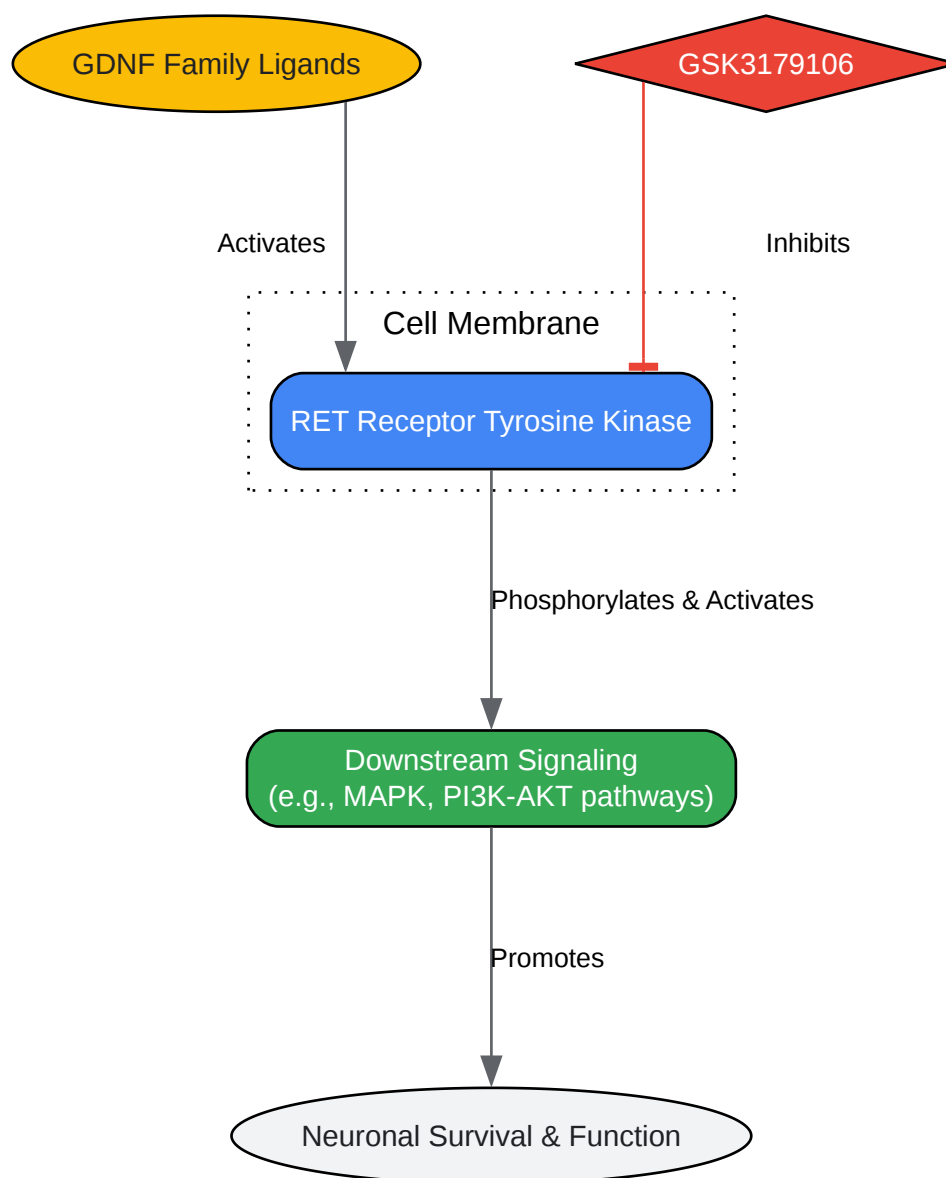 GDNF Family Ligands
GSK3179106
Activates
Inhibits
Cell Membrane
RET Receptor Tyrosine Kinase
Phosphorylates & Activates
Downstream Signaling
(e.g., MAPK, PI3K-AKT pathways)
Promotes
Neuronal Survival & Function